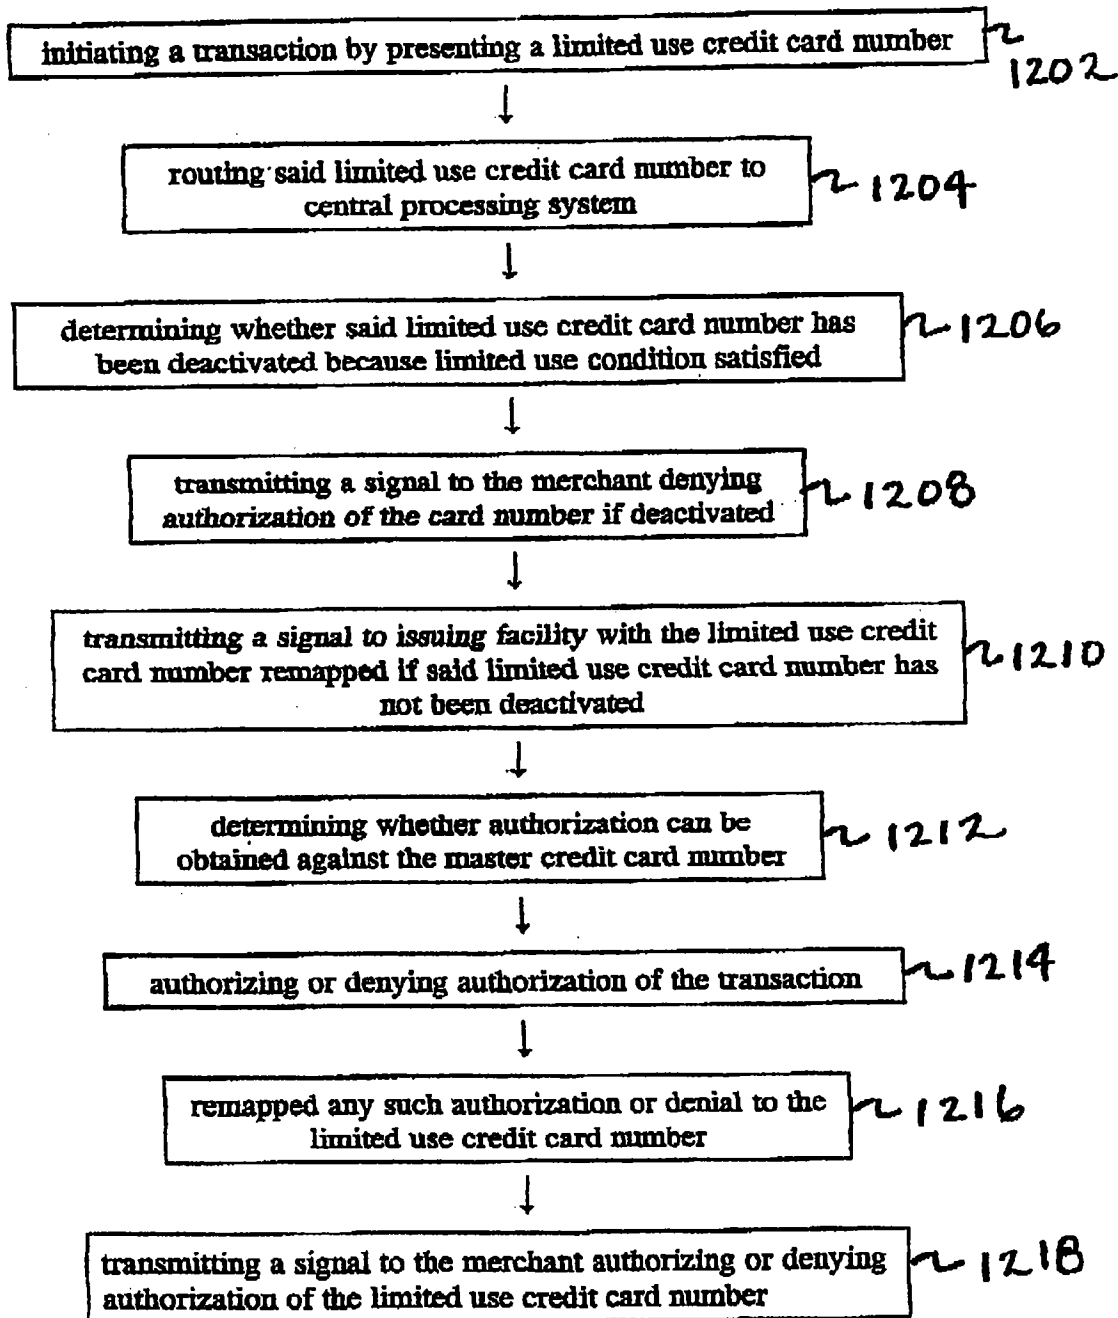 initiating a transaction by presenting a limited use credit card number
1202
routing said limited use credit card number to
central processing system
1204
determining whether said limited use credit card number has
been deactivated because limited use condition satisfied
1206
transmitting a signal to the merchant denying
authorization of the card number if deactivated
1208
transmitting a signal to issuing facility with the limited use credit
card number remapped if said limited use credit card number has
not been deactivated
1210
determining whether authorization can be
obtained against the master credit card number
1212
authorizing or denying authorization of the transaction
1214
remapped any such authorization or denial to the
limited use credit card number
1216
transmitting a signal to the merchant authorizing or denying
authorization of the limited use credit card number
1218